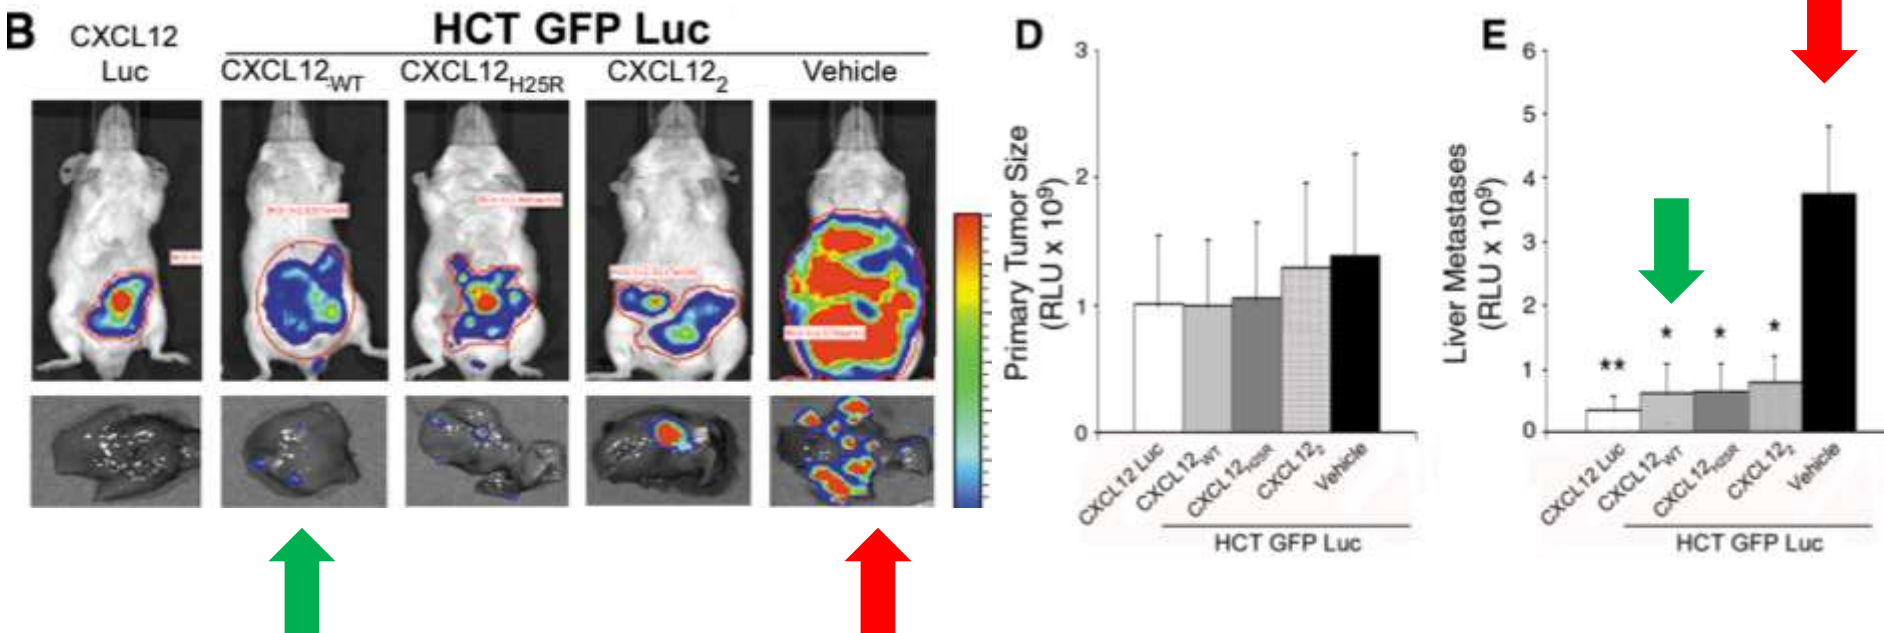 B
CXCL12
Luc
HCT GFP Luc
CXCL12-WT
CXCL12H25R
CXCL122
Vehicle
D
Primary Tumor Size
(RLU x 10⁹)
3
2
1
0
CXCL12 Luc
CXCL12WT
CXCL12H25R
CXCL122
Vehicle
HCT GFP Luc
E
Liver Metastases
(RLU x 10⁹)
6
5
4
3
2
1
0
**
*
*
*
CXCL12 Luc
CXCL12WT
CXCL12H25R
CXCL122
Vehicle
HCT GFP Luc